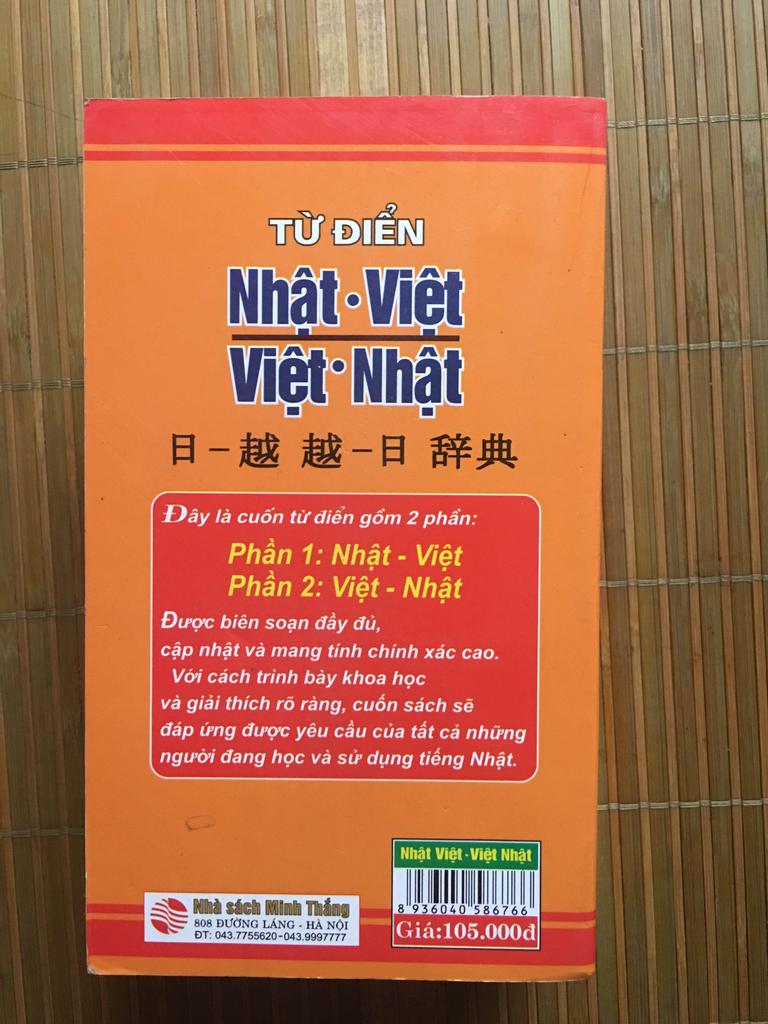 TỪ ĐIỂN
Nhật · Việt
Việt · Nhật
日 - 越 越 - 日 辞典
Đây là cuốn từ điển gồm 2 phần:
Phần 1: Nhật - Việt
Phần 2: Việt - Nhật
Được biên soạn đầy đủ,
cập nhật và mang tính chính xác cao.
Với cách trình bày khoa học
và giải thích rõ ràng, cuốn sách sẽ
đáp ứng được yêu cầu của tất cả những
người đang học và sử dụng tiếng Nhật.
Nhật Việt · Việt Nhật
8 936040 586766
Giá:105.000đ
Nhà sách Minh Thắng
808 ĐƯỜNG LÁNG - HÀ NỘI
ĐT: 043.7755620-043.9997777